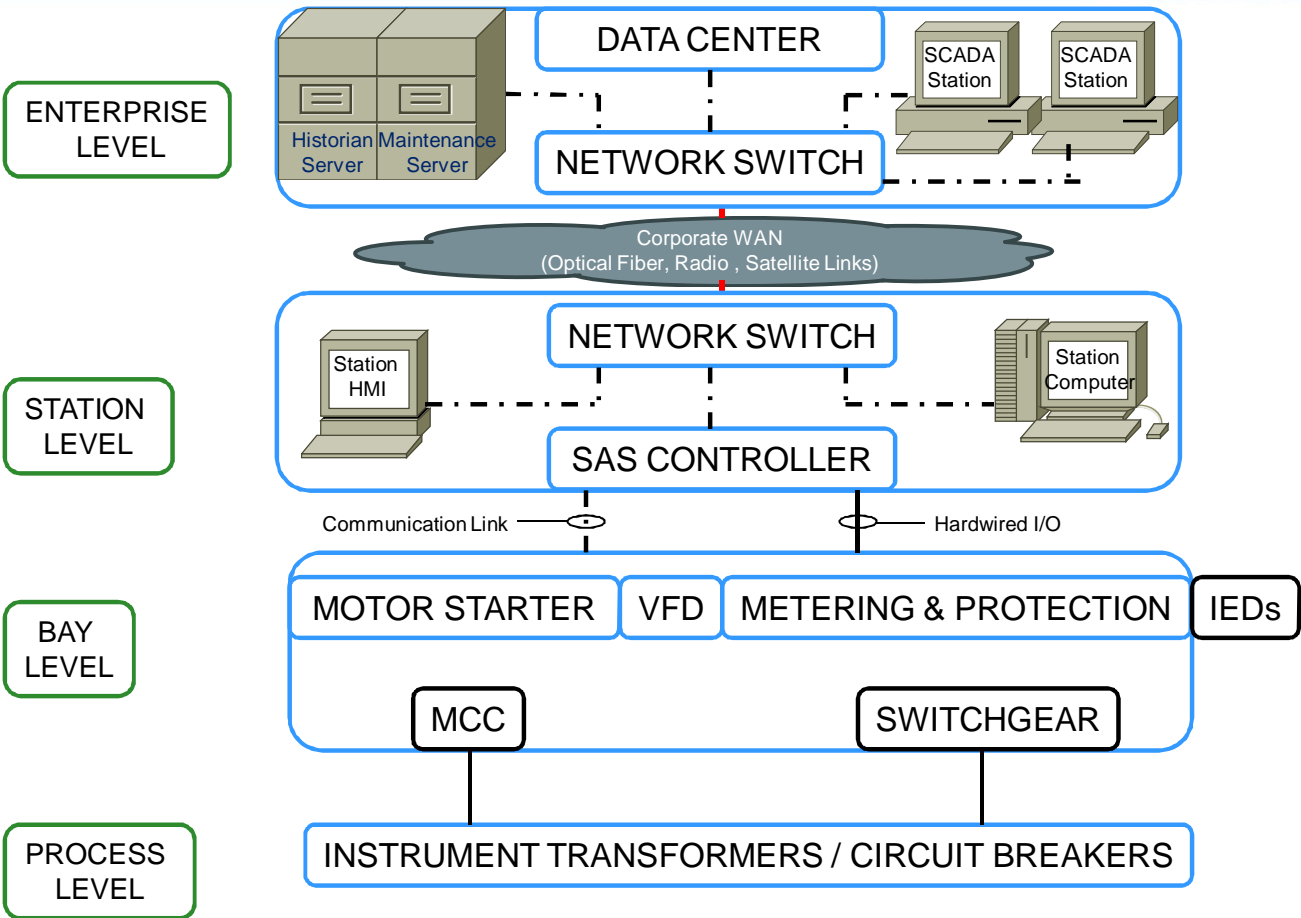 ENTERPRISE
LEVEL
DATA CENTER
SCADA
Station
SCADA
Station
Historian
Server
Maintenance
Server
NETWORK SWITCH
Corporate WAN
(Optical Fiber, Radio , Satellite Links)
STATION
LEVEL
NETWORK SWITCH
Station
HMI
Station
Computer
SAS CONTROLLER
Communication Link
Hardwired I/O
BAY
LEVEL
MOTOR STARTER
VFD
METERING & PROTECTION
IEDs
MCC
SWITCHGEAR
PROCESS
LEVEL
INSTRUMENT TRANSFORMERS / CIRCUIT BREAKERS